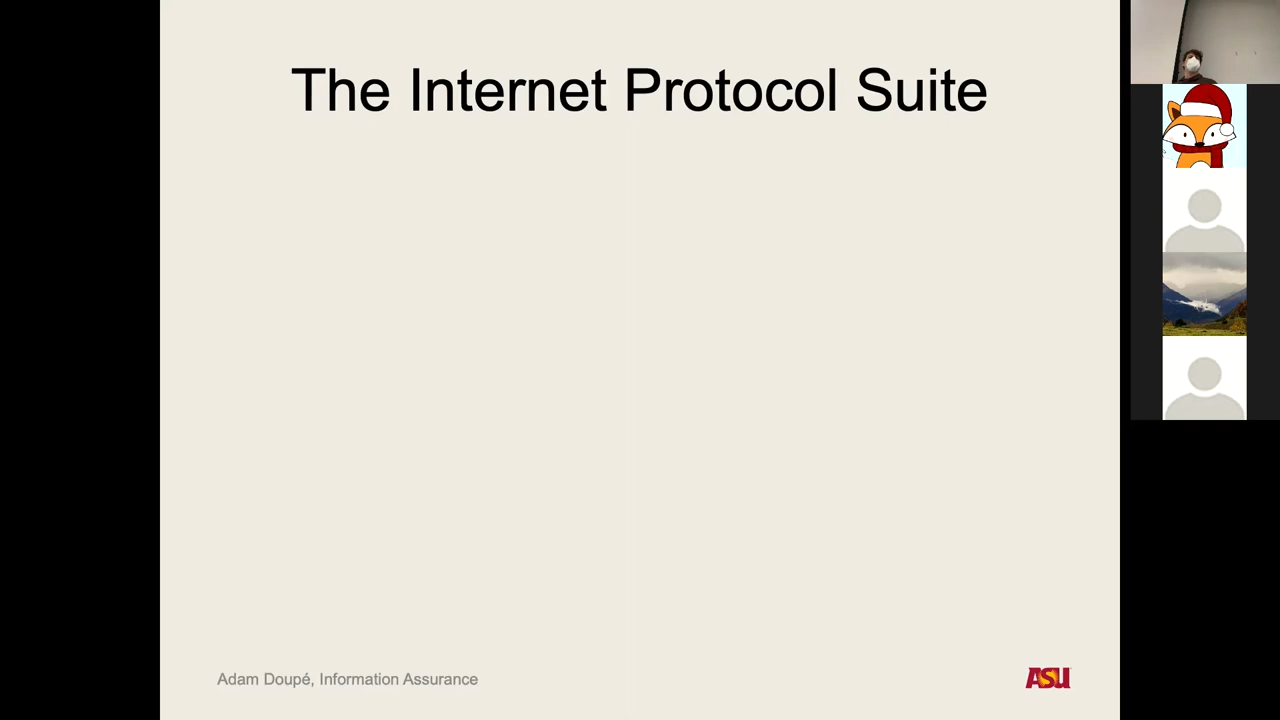 The Internet Protocol Suite
Adam Doupé, Information Assurance
ASU